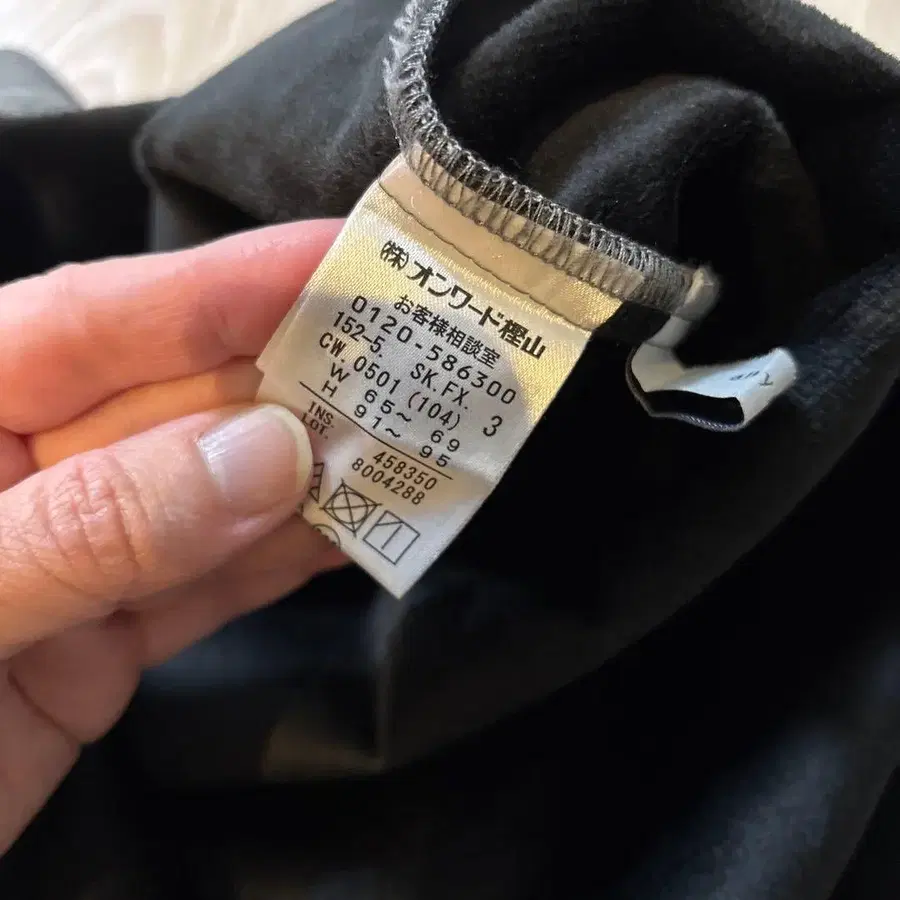 (株)オンワード樫山
お客様相談室
0120-586300
152-5. SK.FX. 3
CW 0501 (104)
W 65~ 69
H 91~ 95
INS. 458350
LOT. 8004288